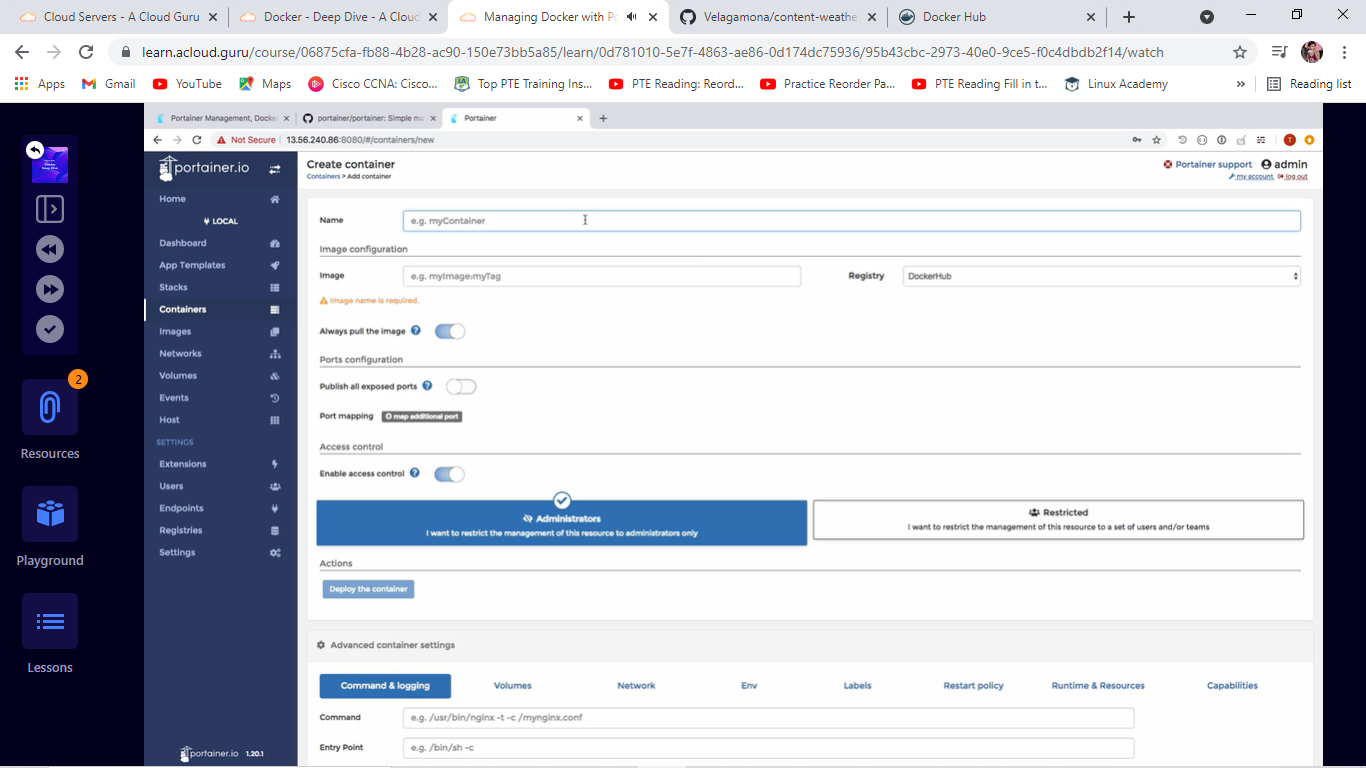 Cloud Servers - A Cloud Guru
Docker - Deep Dive - A Cloud
Managing Docker with Po
Velagamona/content-weathe
Docker Hub
learn.acloud.guru/course/06875cfa-fb88-4b28-ac90-150e73bb5a85/learn/0d781010-5e7f-4863-ae86-0d174dc75936/95b43cbc-2973-40e0-9ce5-f0c4dbdb2f14/watch
Apps
Gmail
YouTube
Maps
Cisco CCNA: Cisco...
Top PTE Training Ins...
PTE Reading: Reord...
Practice Reorder Pa...
PTE Reading Fill in t...
Linux Academy
»
Reading list
Docker
Deep Dive
2
Resources
Playground
Lessons
Portainer Management, Docke
portainer/portainer: Simple ma
Portainer
Not Secure
13.56.240.86:8080/#/containers/new
T
portainer.io
Home
LOCAL
Dashboard
App Templates
Stacks
Containers
Images
Networks
Volumes
Events
Host
SETTINGS
Extensions
Users
Endpoints
Registries
Settings
portainer.io 1.20.1
Create container
Containers > Add container
Portainer support
admin
my account
log out
Name
e.g. myContainer
Image configuration
Image
e.g. myImage:myTag
Registry
DockerHub
Image name is required.
Always pull the image
Ports configuration
Publish all exposed ports
Port mapping
map additional port
Access control
Enable access control
Administrators
I want to restrict the management of this resource to administrators only
Restricted
I want to restrict the management of this resource to a set of users and/or teams
Actions
Deploy the container
Advanced container settings
Command & logging
Volumes
Network
Env
Labels
Restart policy
Runtime & Resources
Capabilities
Command
e.g. /usr/bin/nginx -t -c /mynginx.conf
Entry Point
e.g. /bin/sh -c